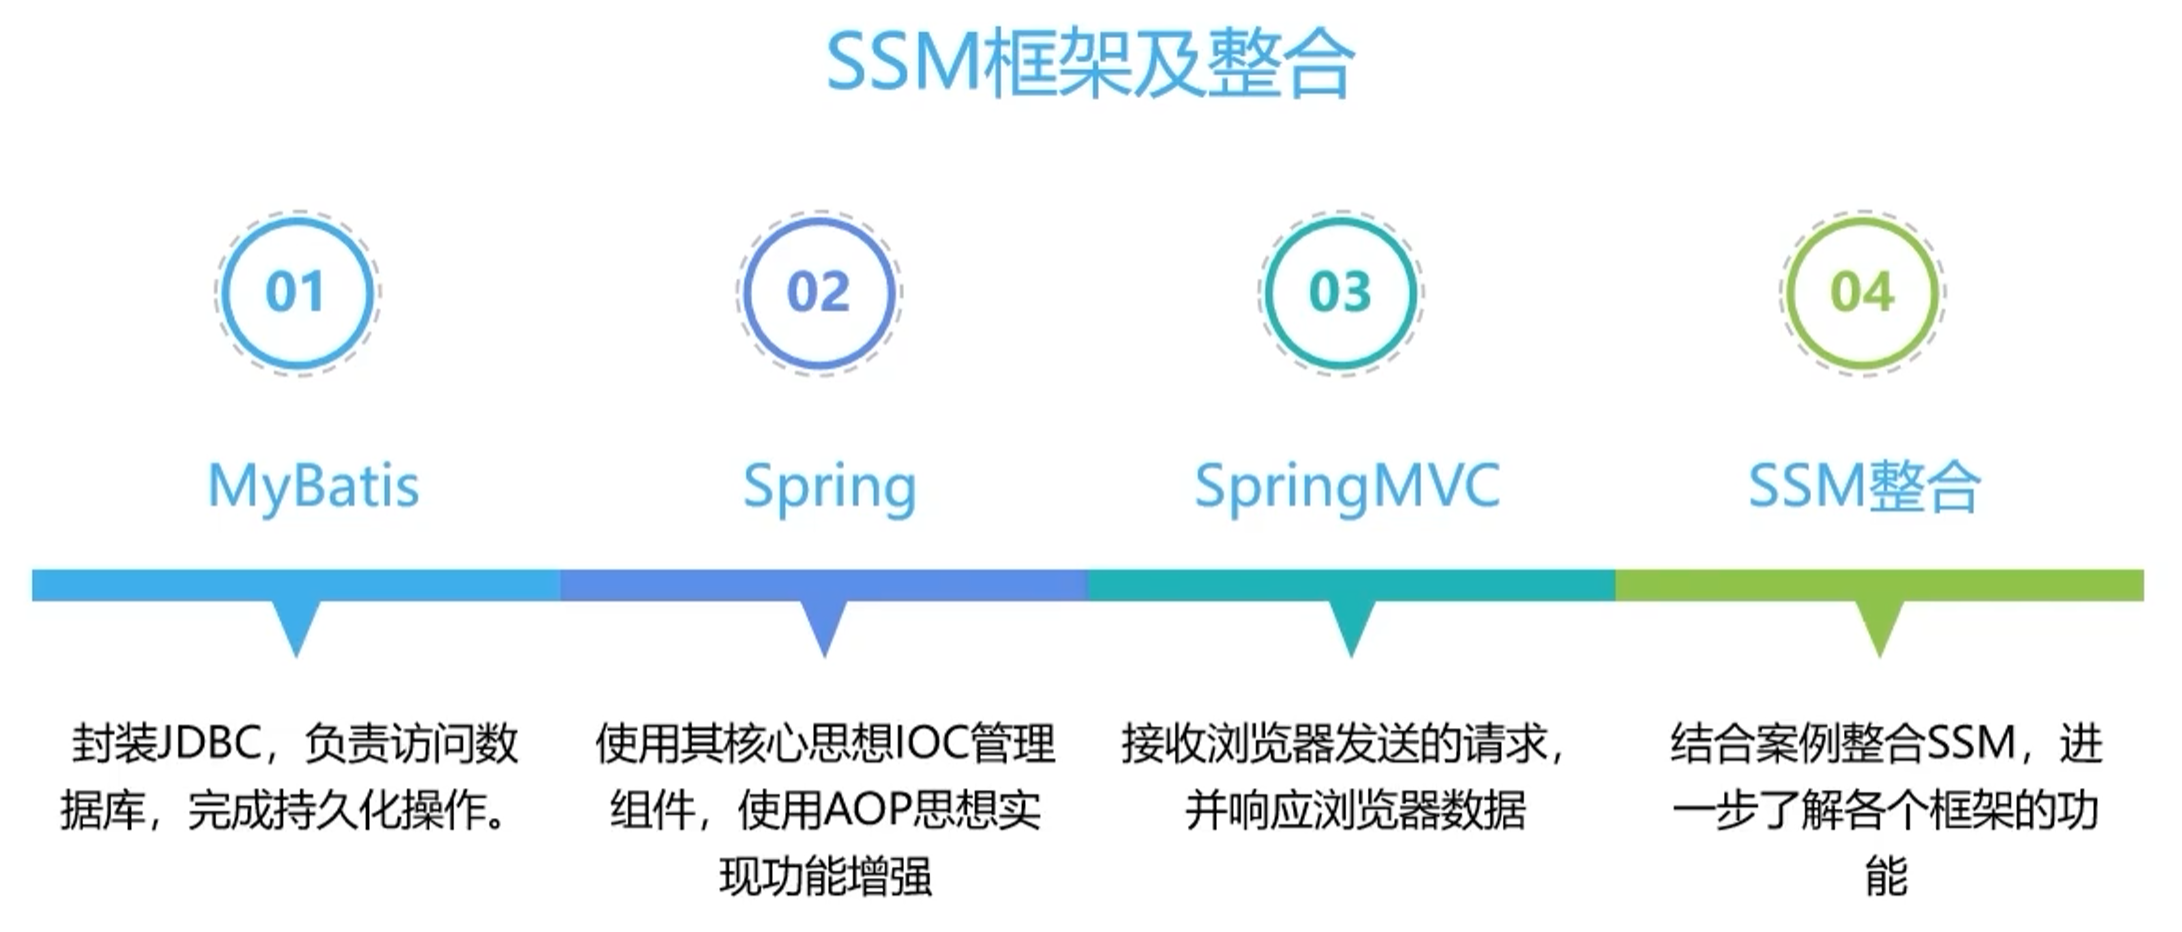 SSM框架及整合
01
02
03
04
MyBatis
Spring
SpringMVC
SSM整合
封装JDBC，负责访问数
据库，完成持久化操作。
使用其核心思想IOC管理
组件，使用AOP思想实
现功能增强
接收浏览器发送的请求，
并响应浏览器数据
结合案例整合SSM，进
一步了解各个框架的功
能